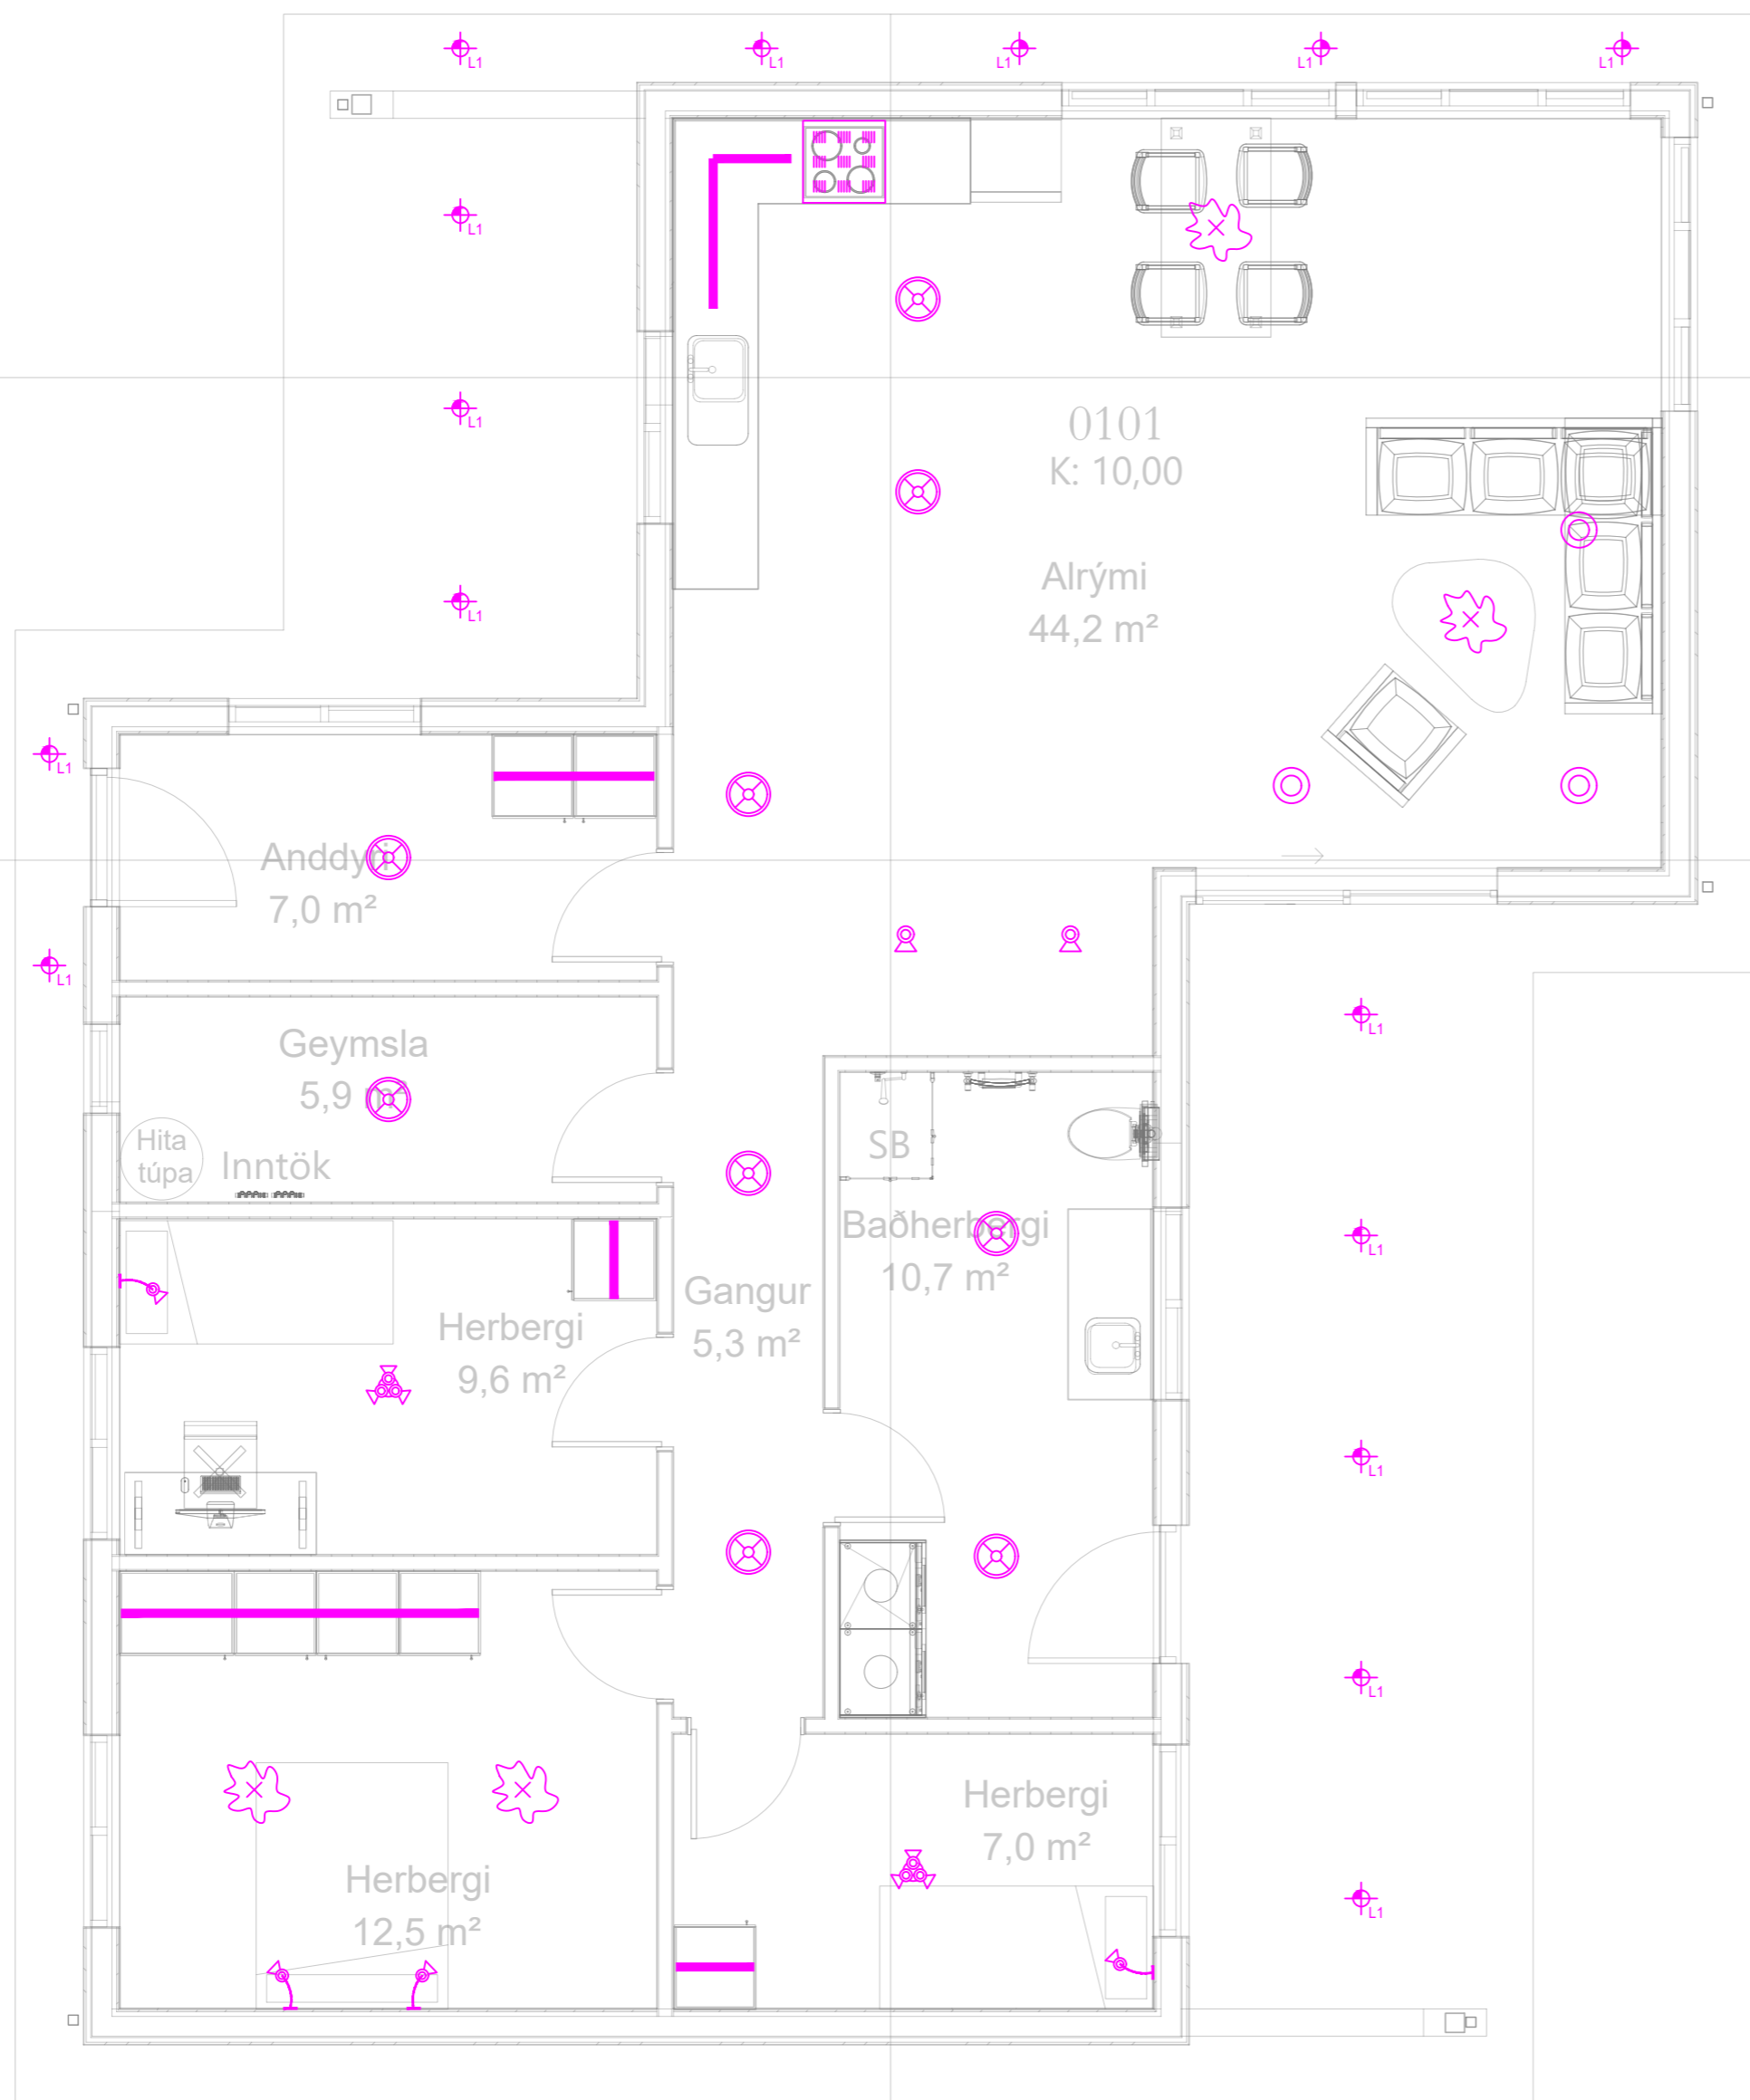 L1
L1
L1
L1
L1
L1
L1
L1
0101
K: 10,00
Alrými
44,2 m²
L1
Anddyri
7,0 m²
L1
L1
Geymsla
5,9 m²
Hita
túpa
Inntök
SB
Baðherbergi
10,7 m²
L1
Gangur
5,3 m²
Herbergi
9,6 m²
L1
L1
Herbergi
7,0 m²
Herbergi
12,5 m²
L1